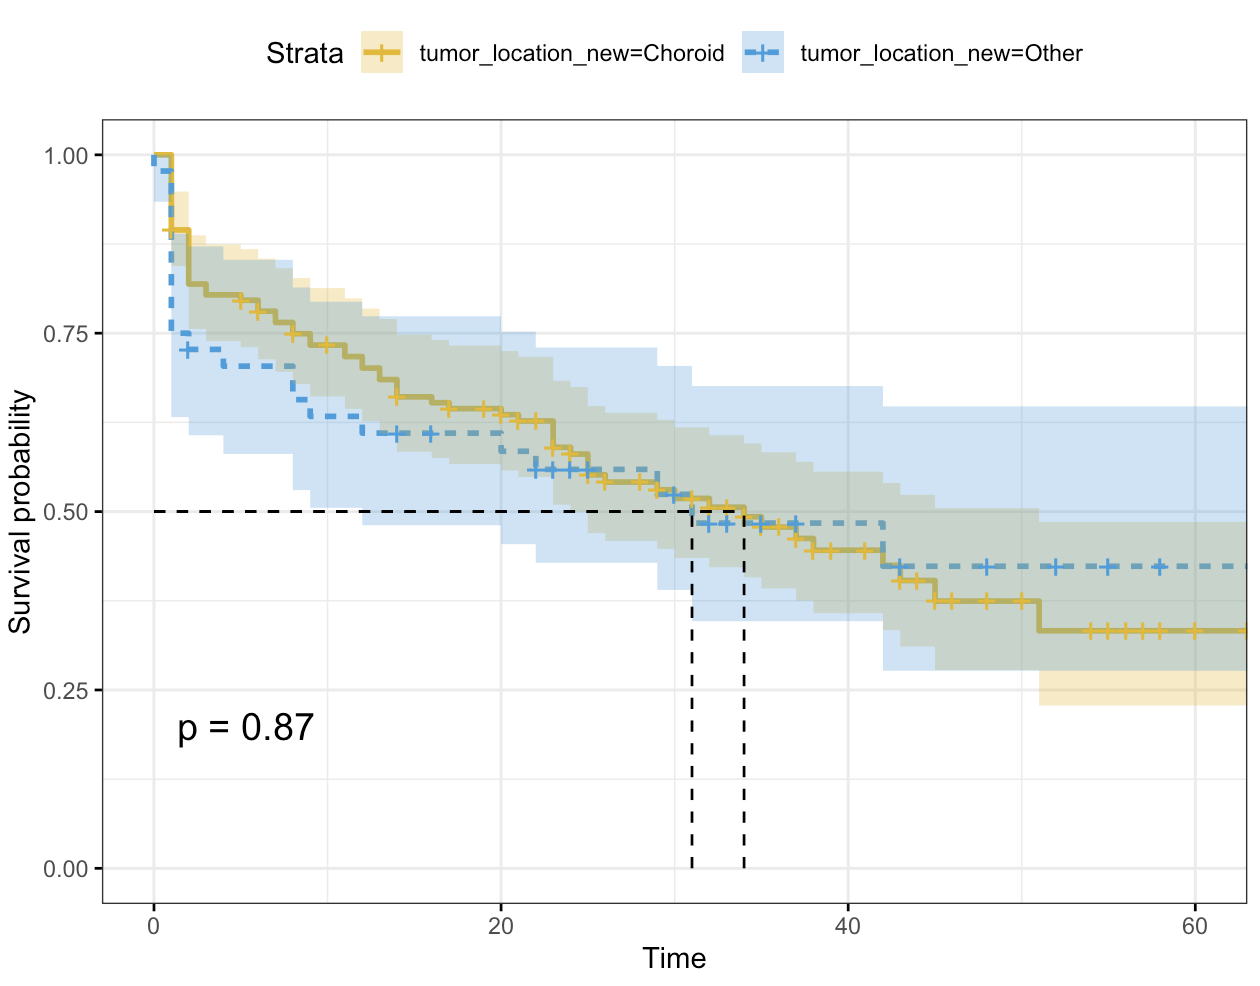 Strata tumor_location_new=Choroid tumor_location_new=Other
Survival probability
1.00
0.75
0.50
0.25
0.00
p = 0.87
0 20 40 60
Time